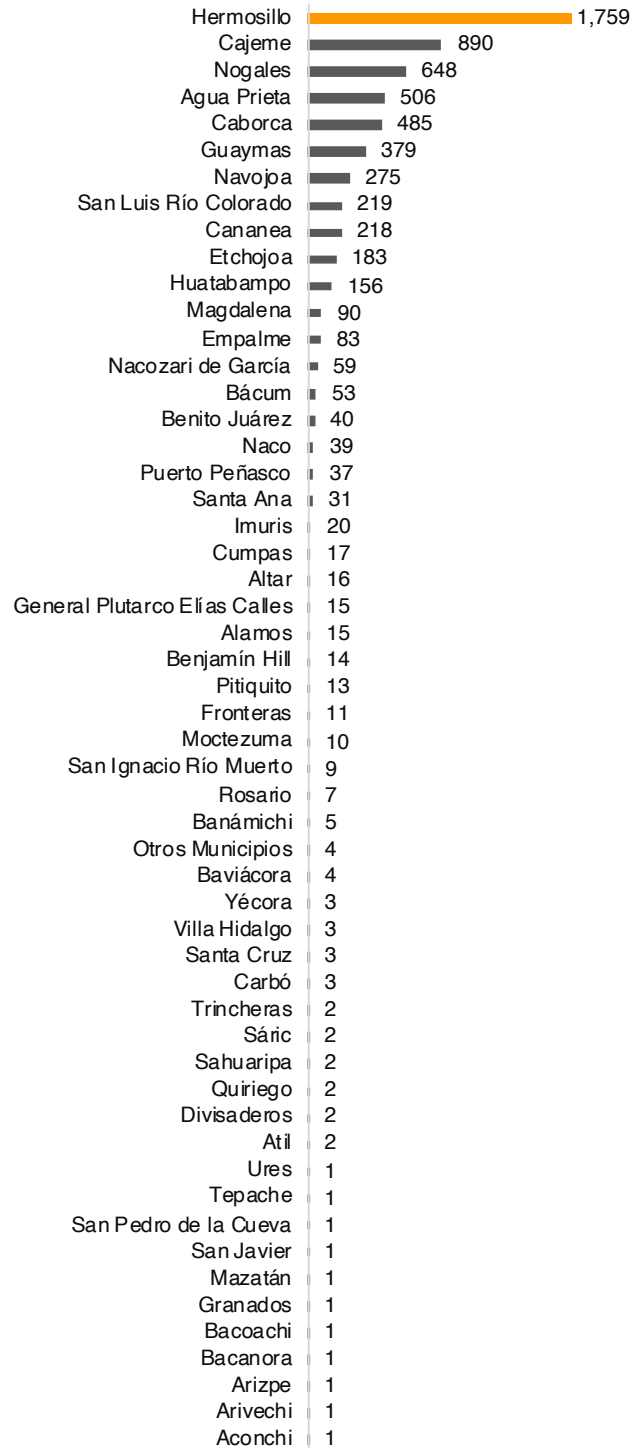 Hermosillo 1,759
Cajeme 890
Nogales 648
Agua Prieta 506
Caborca 485
Guaymas 379
Navojoa 275
San Luis Río Colorado 219
Cananea 218
Etchojoa 183
Huatabampo 156
Magdalena 90
Empalme 83
Nacozari de García 59
Bácum 53
Benito Juárez 40
Naco 39
Puerto Peñasco 37
Santa Ana 31
Imuris 20
Cumpas 17
Altar 16
General Plutarco Elías Calles 15
Alamos 15
Benjamín Hill 14
Pitiquito 13
Fronteras 11
Moctezuma 10
San Ignacio Río Muerto 9
Rosario 7
Banámichi 5
Otros Municipios 4
Baviácora 4
Yécora 3
Villa Hidalgo 3
Santa Cruz 3
Carbó 3
Trincheras 2
Sáric 2
Sahuaripa 2
Quiriego 2
Divisaderos 2
Atil 2
Ures 1
Tepache 1
San Pedro de la Cueva 1
San Javier 1
Mazatán 1
Granados 1
Bacoachi 1
Bacanora 1
Arizpe 1
Arivechi 1
Aconchi 1